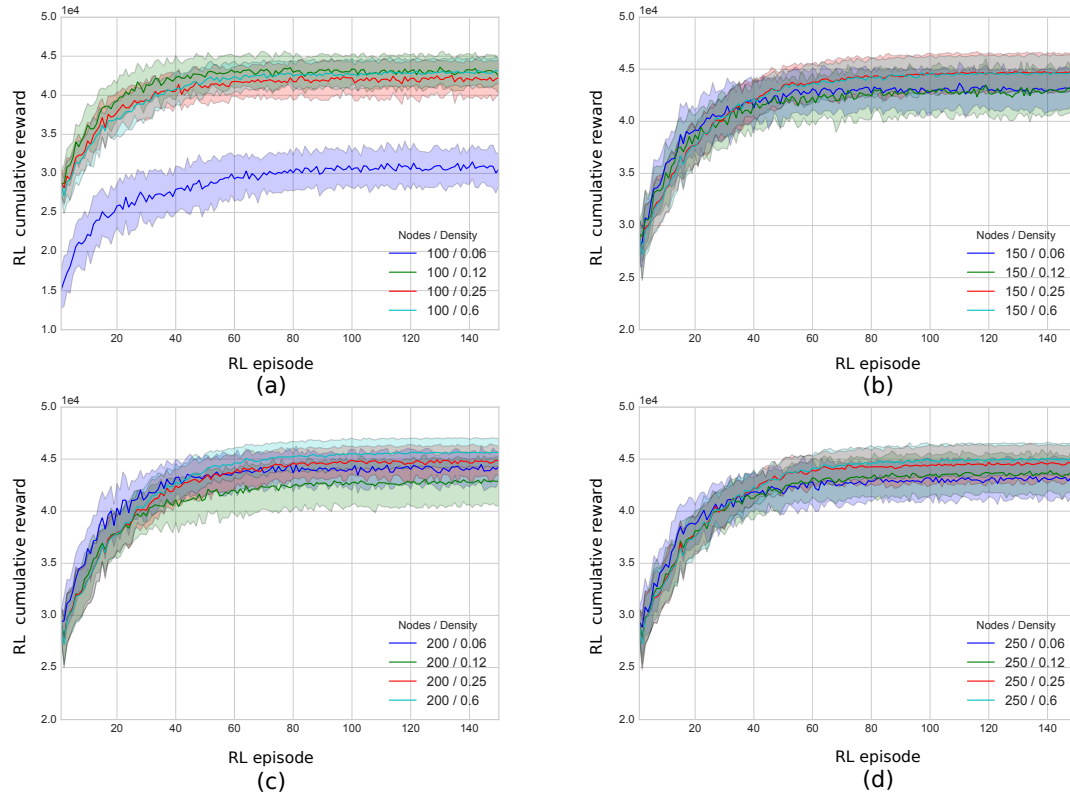 1e4
5.0
4.5
4.0
3.5
3.0
2.5
2.0
1.5
1.0
RL cumulative reward
Nodes / Density
100 / 0.06
100 / 0.12
100 / 0.25
100 / 0.6
20 40 60 80 100 120 140
RL episode
(a)
1e4
5.0
4.5
4.0
3.5
3.0
2.5
2.0
RL cumulative reward
Nodes / Density
150 / 0.06
150 / 0.12
150 / 0.25
150 / 0.6
20 40 60 80 100 120 140
RL episode
(b)
1e4
5.0
4.5
4.0
3.5
3.0
2.5
2.0
RL cumulative reward
Nodes / Density
200 / 0.06
200 / 0.12
200 / 0.25
200 / 0.6
20 40 60 80 100 120 140
RL episode
(c)
1e4
5.0
4.5
4.0
3.5
3.0
2.5
2.0
RL cumulative reward
Nodes / Density
250 / 0.06
250 / 0.12
250 / 0.25
250 / 0.6
20 40 60 80 100 120 140
RL episode
(d)